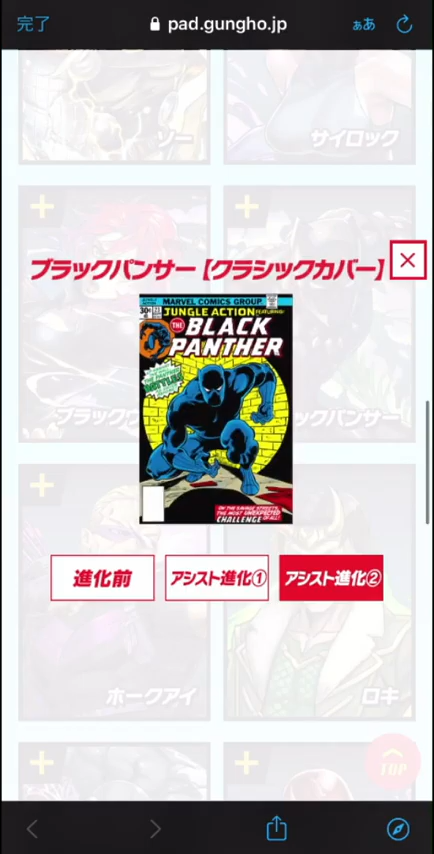 完了
pad.gungho.jp
ぁあ
ソー
サイロック
ブラックパンサー【クラシックカバー】
MARVEL COMICS GROUP
30¢
JUNGLE ACTION FEATURING:
THE BLACK PANTHER
ON THE SAVAGE STREETS,
THE MOST UNEXPECTED
CHALLENGE OF ALL!
ックパンサー
進化前
アシスト進化①
アシスト進化②
ホークアイ
ロキ
TOP